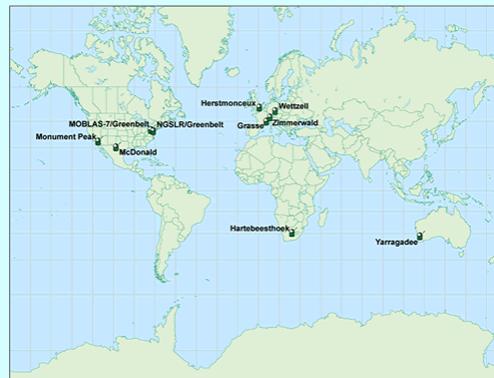 Herstmonceux
Wettzell
MOBLAS-7/Greenbelt
NGSLR/Greenbelt
Grasse
Zimmerwald
Monument Peak
McDonald
Hartebeesthoek
Yarragadee